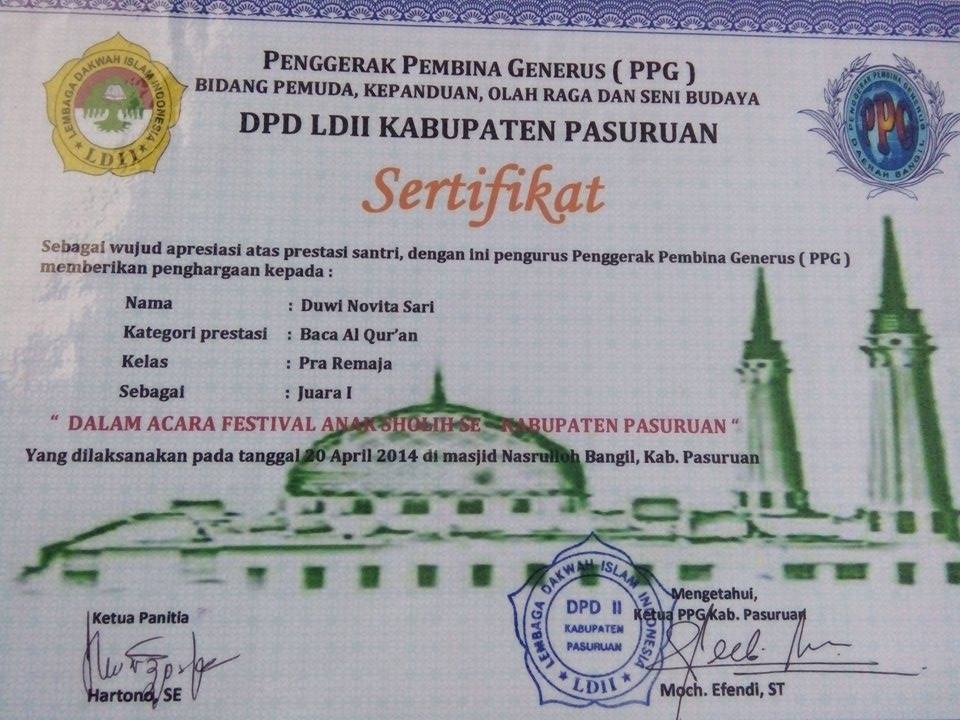 PENGGERAK PEMBINA GENERUS ( PPG )
BIDANG PEMUDA, KEPANDUAN, OLAH RAGA DAN SENI BUDAYA
DPD LDII KABUPATEN PASURUAN
LEMBAGA DAKWAH ISLAM INDONESIA
LDII
PENGGERAK PEMBINA GENERUS
PPG
DAERAH BANGIL
Sertifikat
Sebagai wujud apresiasi atas prestasi santri, dengan ini pengurus Penggerak Pembina Generus ( PPG )
memberikan penghargaan kepada :
Nama : Duwi Novita Sari
Kategori prestasi : Baca Al Qur'an
Kelas : Pra Remaja
Sebagai : Juara I
" DALAM ACARA FESTIVAL ANAK SHOLIH SE - KABUPATEN PASURUAN "
Yang dilaksanakan pada tanggal 20 April 2014 di masjid Nasrulloh Bangil, Kab. Pasuruan
Ketua Panitia
Hartono, SE
LEMBAGA DAKWAH ISLAM INDONESIA
DPD II
KABUPATEN
PASURUAN
LDII
Mengetahui,
Ketua PPG Kab. Pasuruan
Moch. Efendi, ST